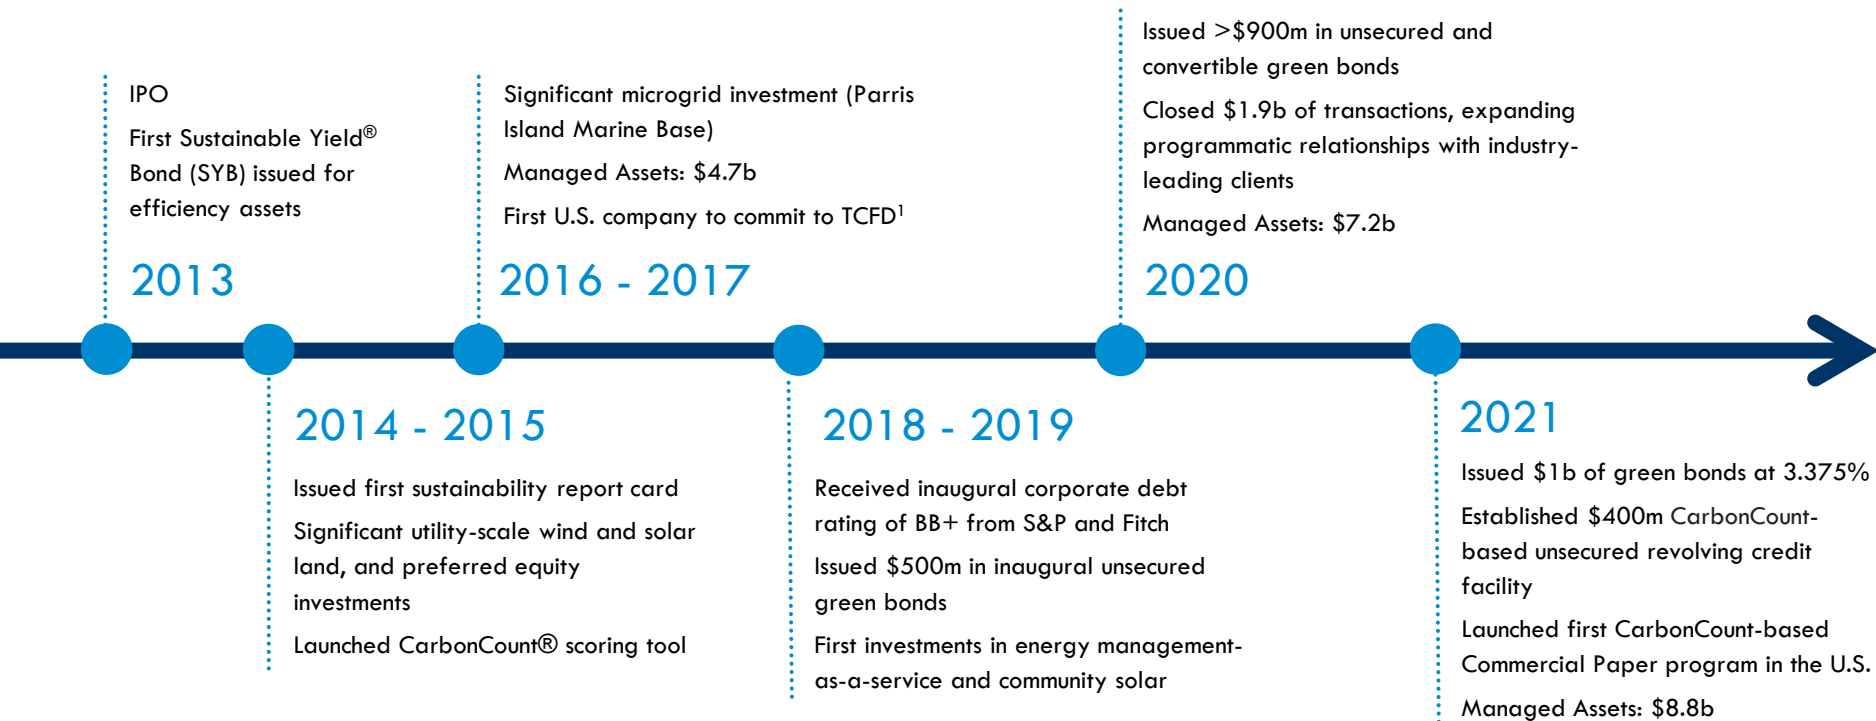 IPO
First Sustainable Yield®
Bond (SYB) issued for
efficiency assets
2013
2014 - 2015
Issued first sustainability report card
Significant utility-scale wind and solar
land, and preferred equity
investments
Launched CarbonCount® scoring tool
Significant microgrid investment (Parris
Island Marine Base)
Managed Assets: $4.7b
First U.S. company to commit to TCFD¹
2016 - 2017
2018 - 2019
Received inaugural corporate debt
rating of BB+ from S&P and Fitch
Issued $500m in inaugural unsecured
green bonds
First investments in energy management-
as-a-service and community solar
Issued >$900m in unsecured and
convertible green bonds
Closed $1.9b of transactions, expanding
programmatic relationships with industry-
leading clients
Managed Assets: $7.2b
2020
2021
Issued $1b of green bonds at 3.375%
Established $400m CarbonCount-
based unsecured revolving credit
facility
Launched first CarbonCount-based
Commercial Paper program in the U.S.
Managed Assets: $8.8b